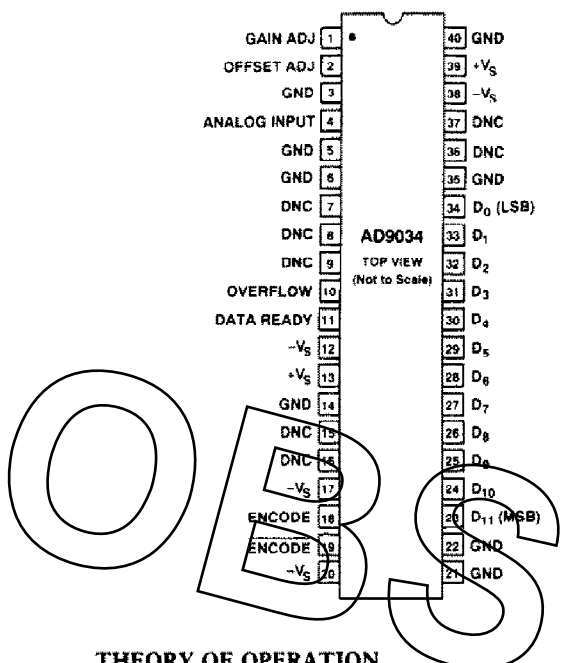 GAIN ADJ 1 40 GND
OFFSET ADJ 2 39 +VS
GND 3 38 -VS
ANALOG INPUT 4 37 DNC
GND 5 36 DNC
GND 6 35 GND
DNC 7 34 D0 (LSB)
DNC 8 AD9034 33 D1
DNC 9 TOP VIEW 32 D2
(Not to Scale)
OVERFLOW 10 31 D3
DATA READY 11 30 D4
-VS 12 29 D5
+VS 13 28 D6
GND 14 27 D7
DNC 15 26 D8
DNC 16 25 D9
-VS 17 24 D10
ENCODE 18 23 D11 (MSB)
ENCODE 19 22 GND
-VS 20 21 GND
OBS
THEORY OF OPERATION